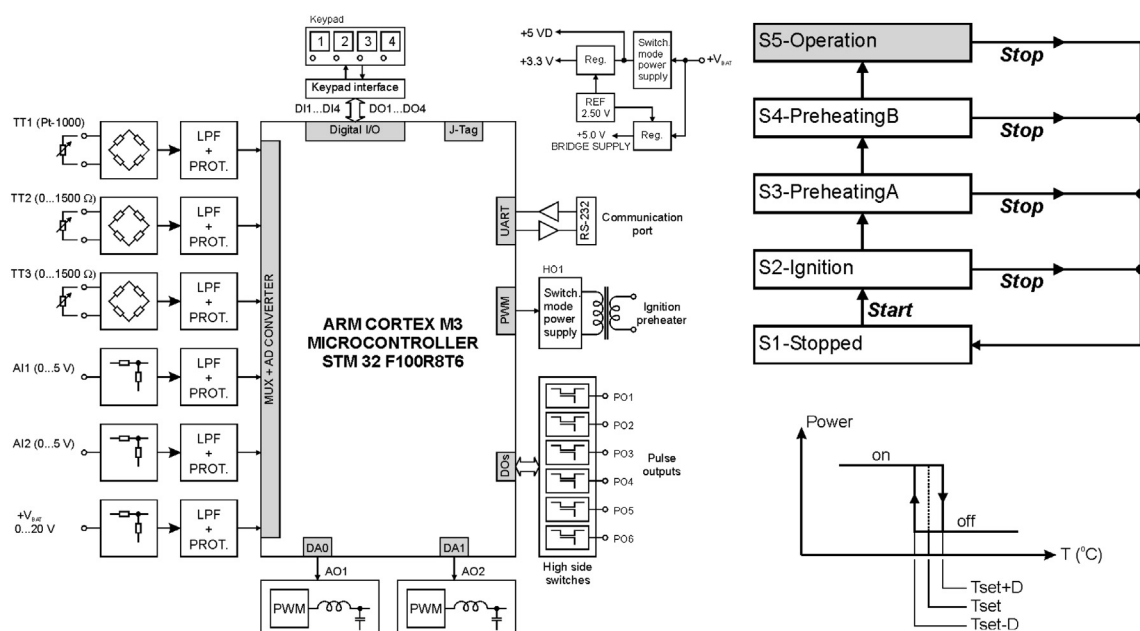 Keypad
1 2 3 4
Keypad interface
DI1...DI4 DO1...DO4
Digital I/O
J-Tag
+5 VD
+3.3 V
Reg.
Switch.
mode
power
supply
+VBAT
REF
2.50 V
+5.0 V
BRIDGE SUPPLY
Reg.
TT1 (Pt-1000)
LPF
+
PROT.
TT2 (0...1500 Ω)
LPF
+
PROT.
TT3 (0...1500 Ω)
LPF
+
PROT.
AI1 (0...5 V)
LPF
+
PROT.
AI2 (0...5 V)
LPF
+
PROT.
+VBAT
0...20 V
LPF
+
PROT.
MUX + AD CONVERTER
ARM CORTEX M3
MICROCONTROLLER
STM 32 F100R8T6
UART
RS-232
Communication
port
PWM
HO1
Switch.
mode
power
supply
Ignition
preheater
DOs
PO1
PO2
PO3
PO4
PO5
PO6
Pulse
outputs
High side
switches
DA0
AO1
PWM
DA1
AO2
PWM
S5-Operation
Stop
S4-PreheatingB
Stop
S3-PreheatingA
Stop
S2-Ignition
Stop
Start
S1-Stopped
Power
on
off
T (°C)
Tset+D
Tset
Tset-D